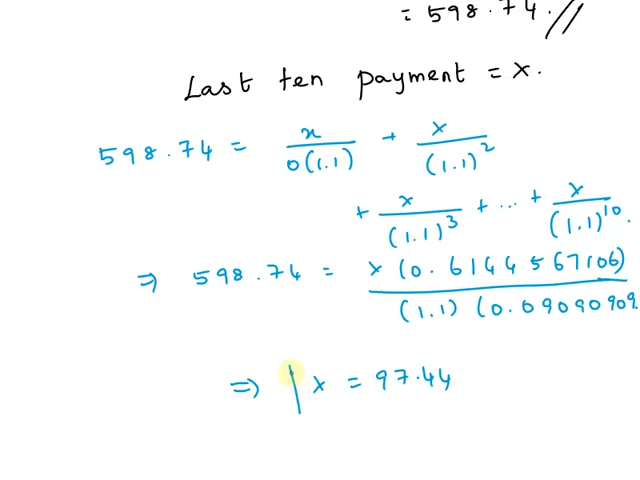 = 598.74.//
Last ten payment = X.
598.74 = x/0(1.1) + x/(1.1)^2
+ x/(1.1)^3 + ... + x/(1.1)^10.
⇒ 598.74 = x (0.6144567106) / (1.1) (0.09090909
⇒ x = 97.44